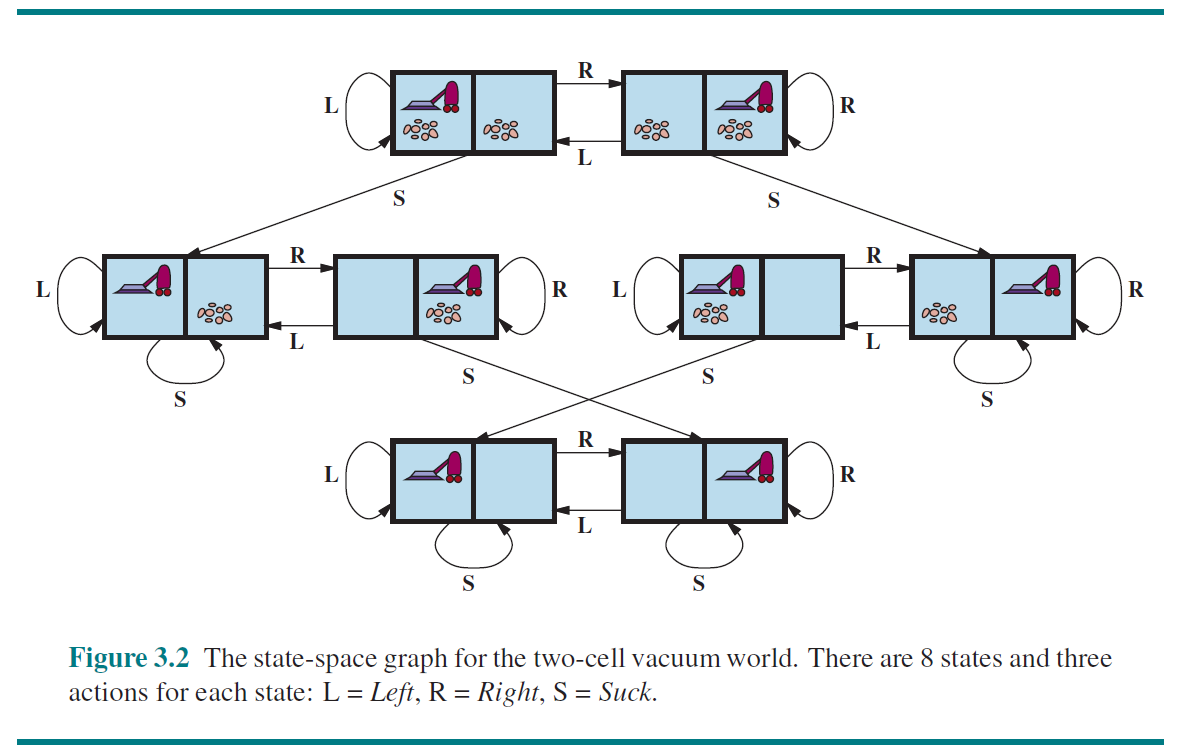 R
L R
L
S S
R R
L R L R
L L
S S
S S
R
L R
L
S S
Figure 3.2 The state-space graph for the two-cell vacuum world. There are 8 states and three
actions for each state: L = Left, R = Right, S = Suck.